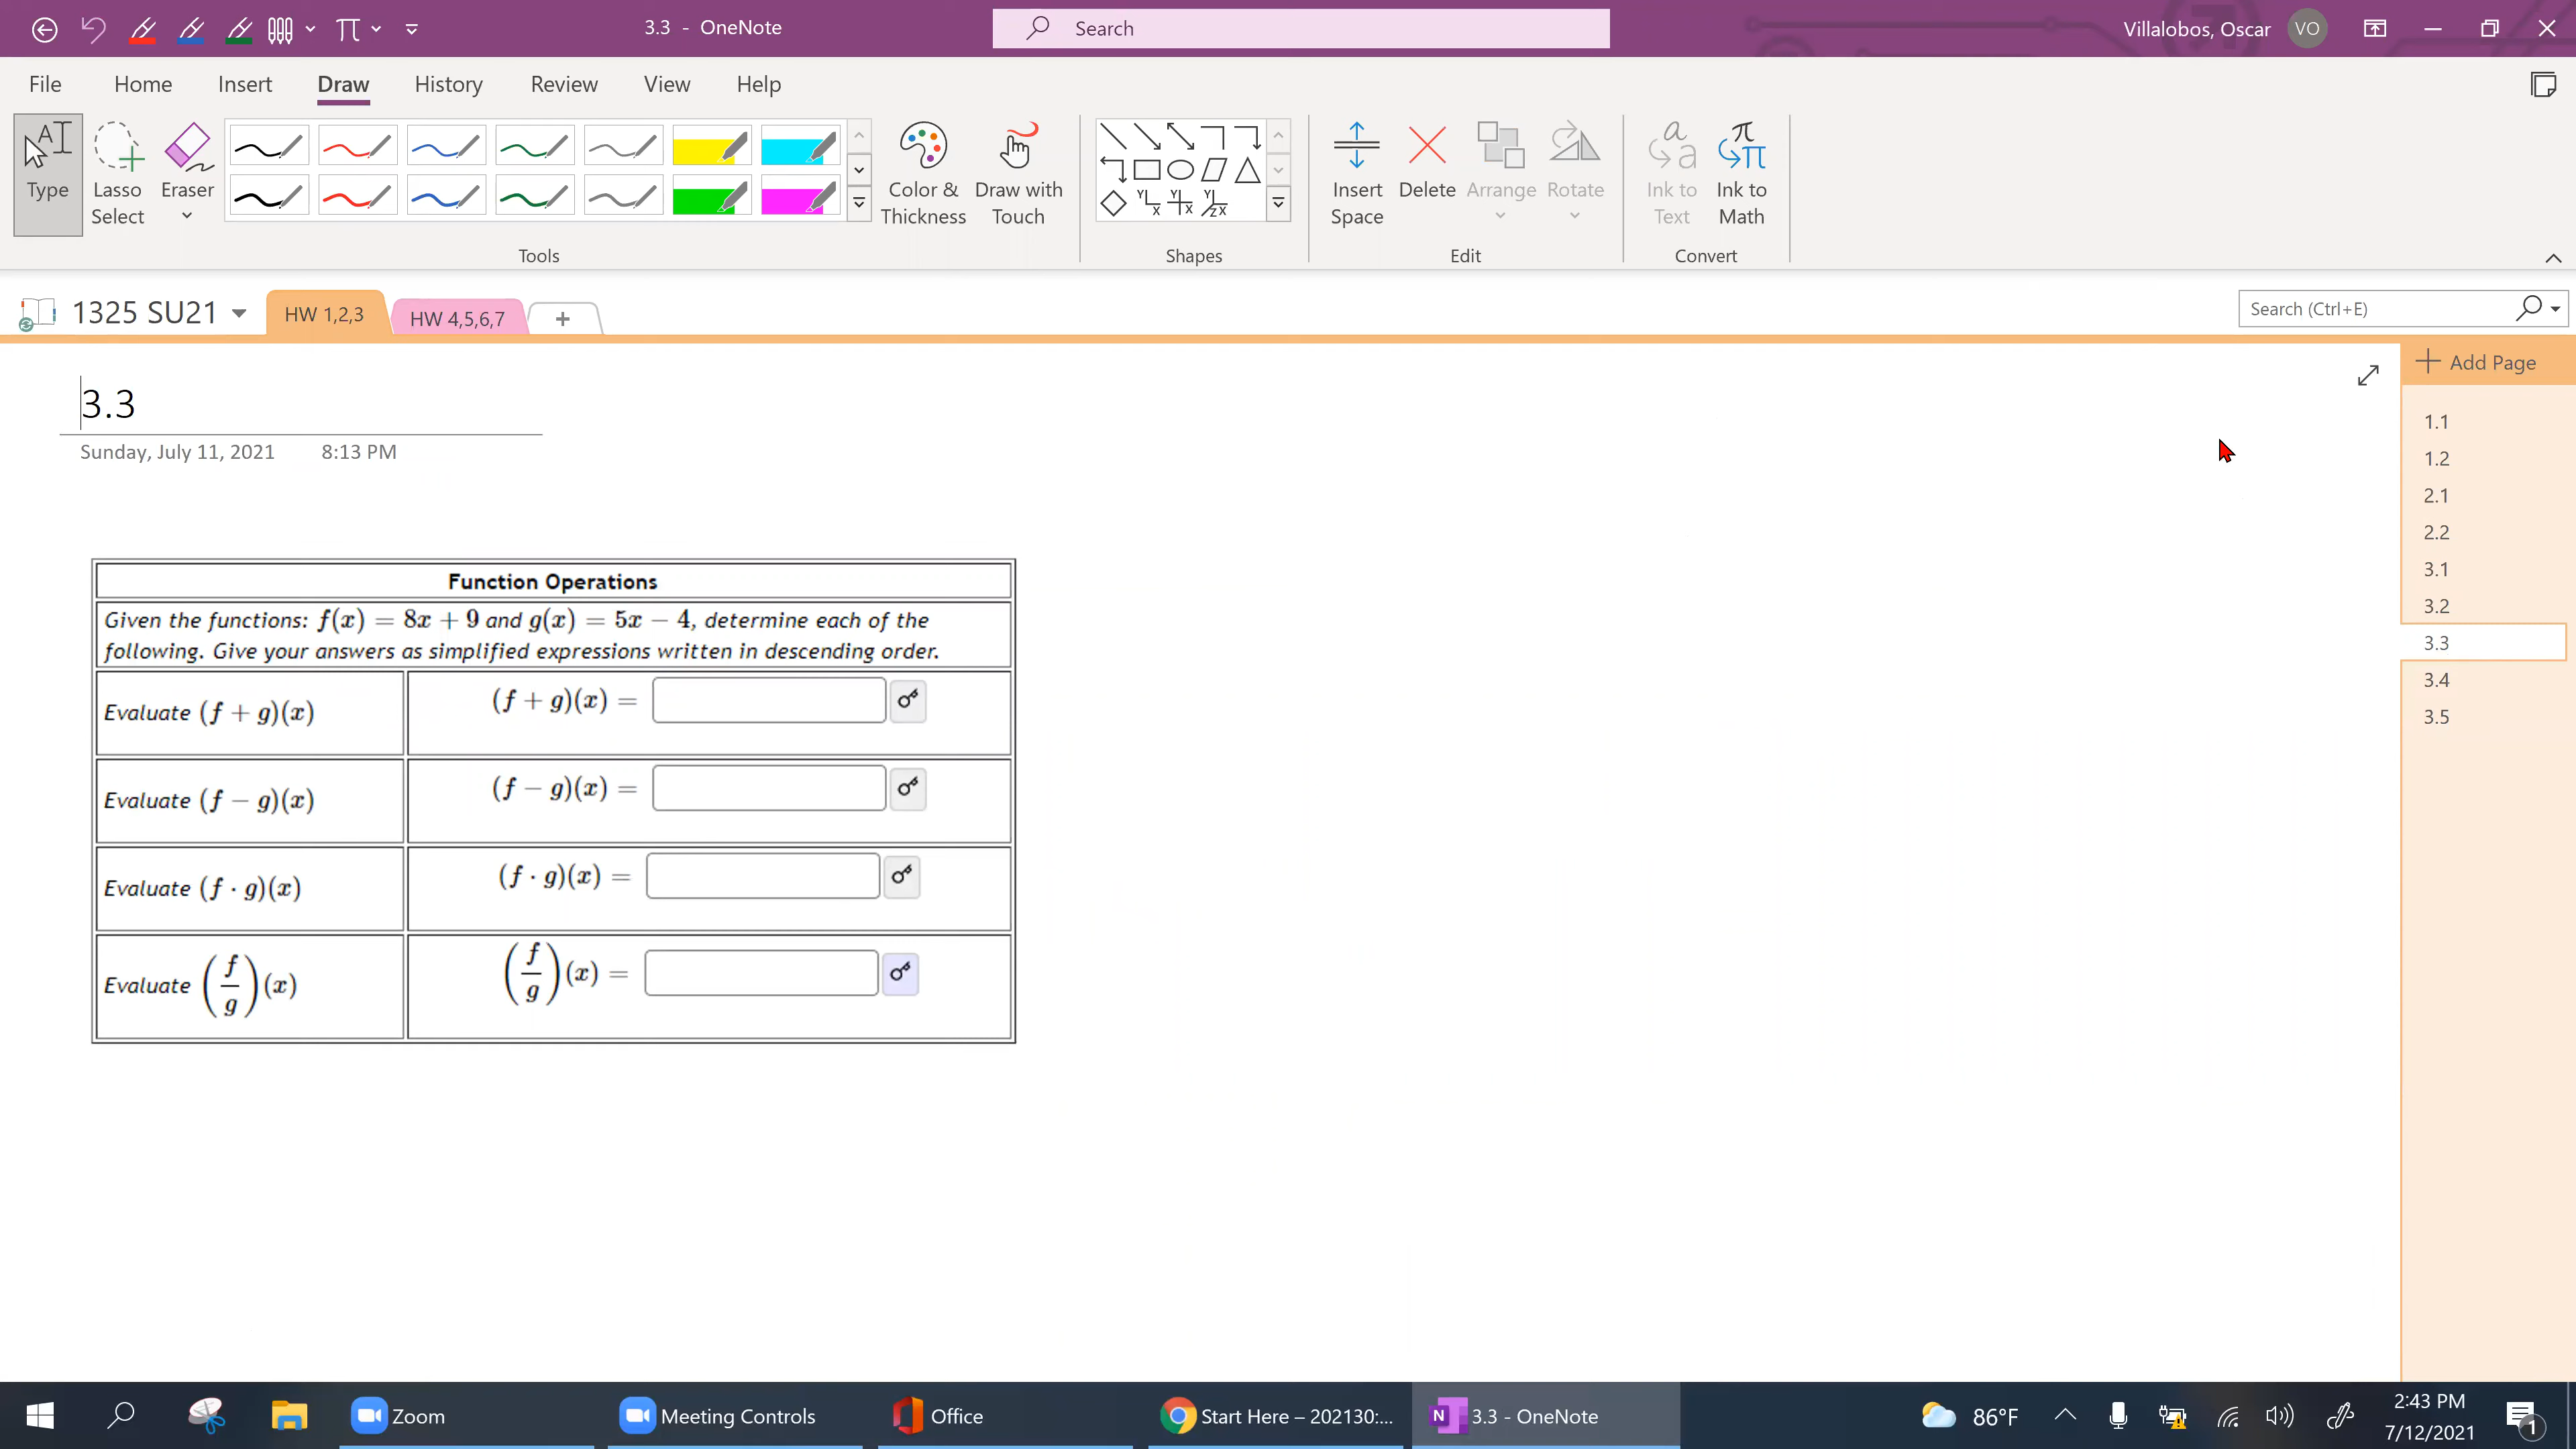 3.3 - OneNote
Search
Villalobos, Oscar
VO
File
Home
Insert
Draw
History
Review
View
Help
Type
Lasso Select
Eraser
Color & Thickness
Draw with Touch
Insert Space
Delete
Arrange
Rotate
Ink to Text
Ink to Math
Tools
Shapes
Edit
Convert
1325 SU21
HW 1,2,3
HW 4,5,6,7
Search (Ctrl+E)
Add Page
1.1
1.2
2.1
2.2
3.1
3.2
3.3
3.4
3.5
3.3
Sunday, July 11, 2021 8:13 PM
Function Operations
Given the functions: f(x) = 8x + 9 and g(x) = 5x − 4, determine each of the
following. Give your answers as simplified expressions written in descending order.
Evaluate (f + g)(x)
(f + g)(x) =
Evaluate (f − g)(x)
(f − g)(x) =
Evaluate (f · g)(x)
(f · g)(x) =
Evaluate (f/g)(x)
(f/g)(x) =
Zoom
Meeting Controls
Office
Start Here – 202130:...
3.3 - OneNote
86°F
2:43 PM
7/12/2021
1